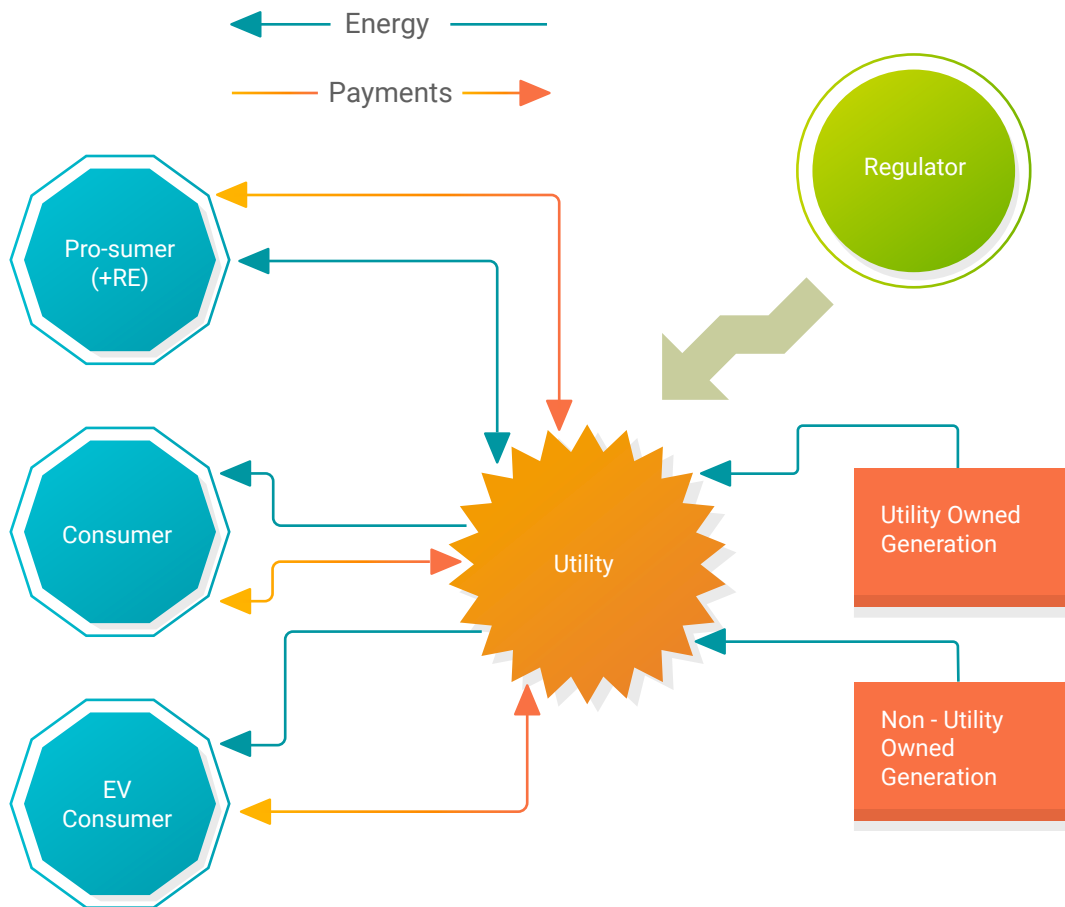 Energy
Payments
Regulator
Pro-sumer
(+RE)
Consumer
Utility
Utility Owned
Generation
Non - Utility
Owned
Generation
EV
Consumer